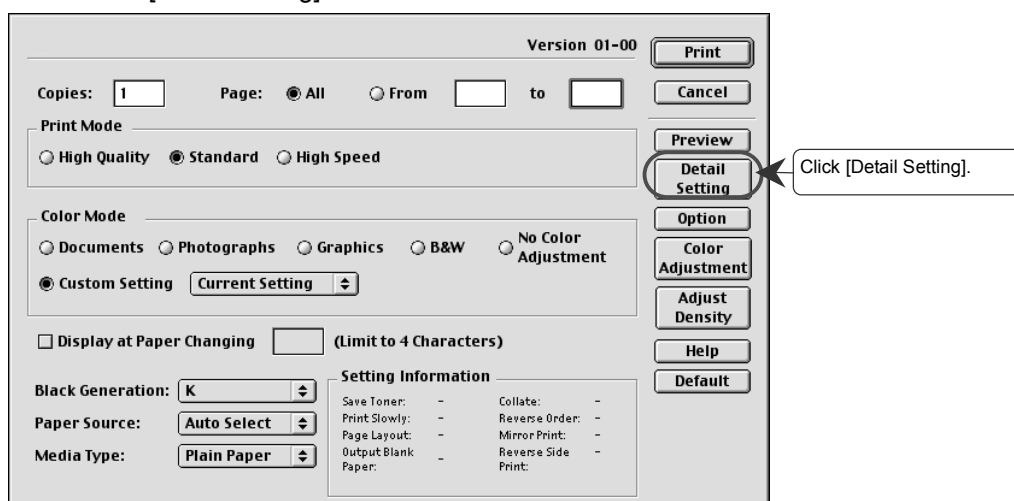 Version 01-00
Copies: 1 Page: All From to
Print Mode
High Quality Standard High Speed
Color Mode
Documents Photographs Graphics B&W No Color Adjustment
Custom Setting Current Setting
Display at Paper Changing (Limit to 4 Characters)
Black Generation: K
Paper Source: Auto Select
Media Type: Plain Paper
Setting Information
Save Toner: - Collate: -
Print Slowly: - Reverse Order: -
Page Layout: - Mirror Print: -
Output Blank Paper: - Reverse Side Print: -
Print
Cancel
Preview
Detail
Setting
Option
Color
Adjustment
Adjust
Density
Help
Default
Click [Detail Setting].